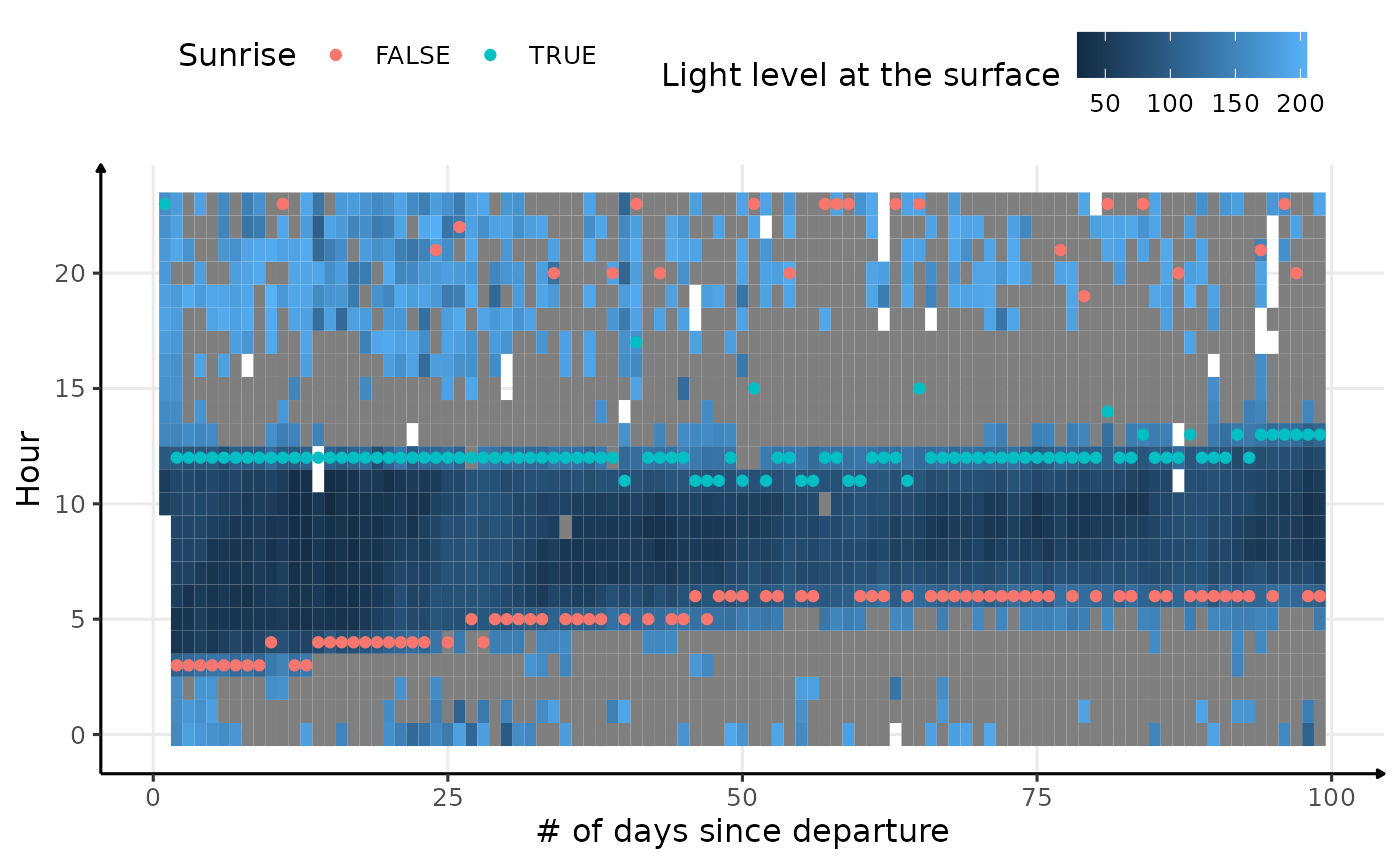 Sunrise FALSE TRUE
Light level at the surface
50 100 150 200
Hour
20
15
10
5
0
0 25 50 75 100
# of days since departure